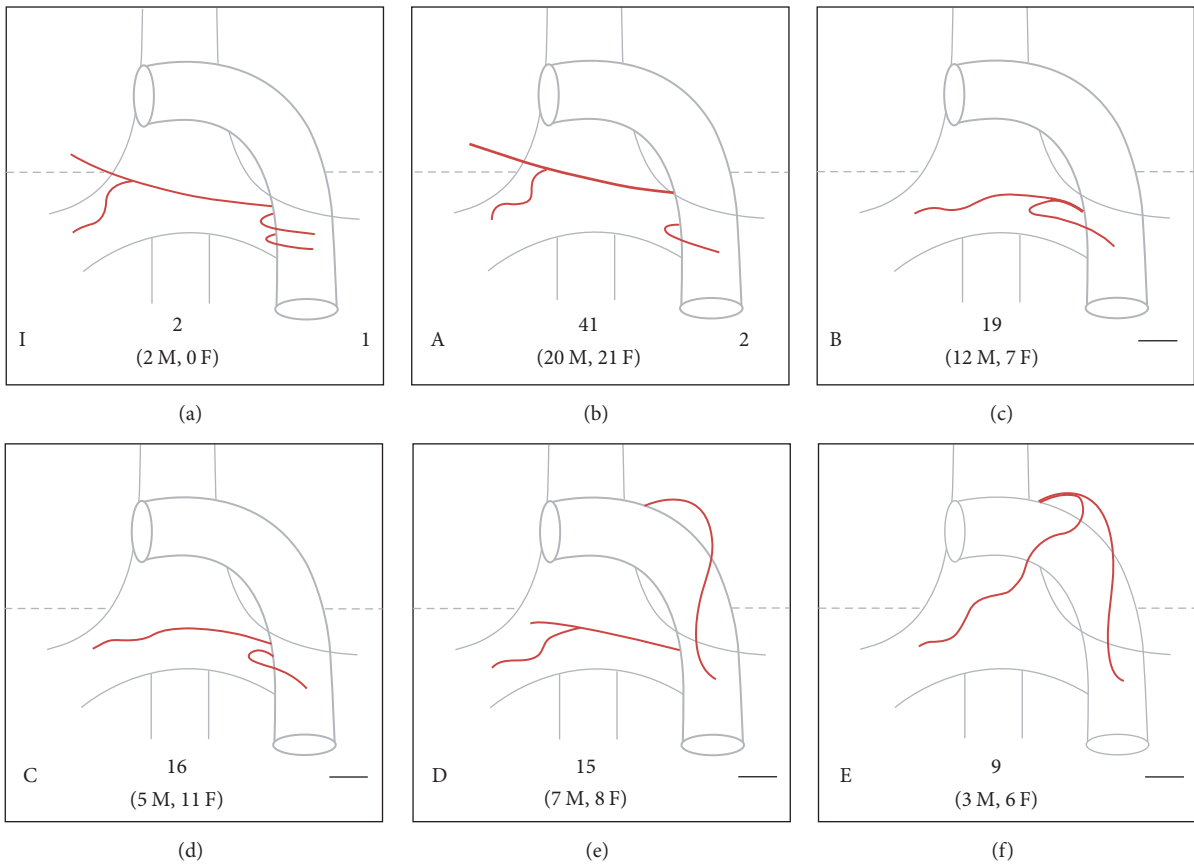 2
I 1
(2 M, 0 F)
(a)
41
A 2
(20 M, 21 F)
(b)
19
B
(12 M, 7 F)
(c)
16
C
(5 M, 11 F)
(d)
15
D
(7 M, 8 F)
(e)
9
E
(3 M, 6 F)
(f)